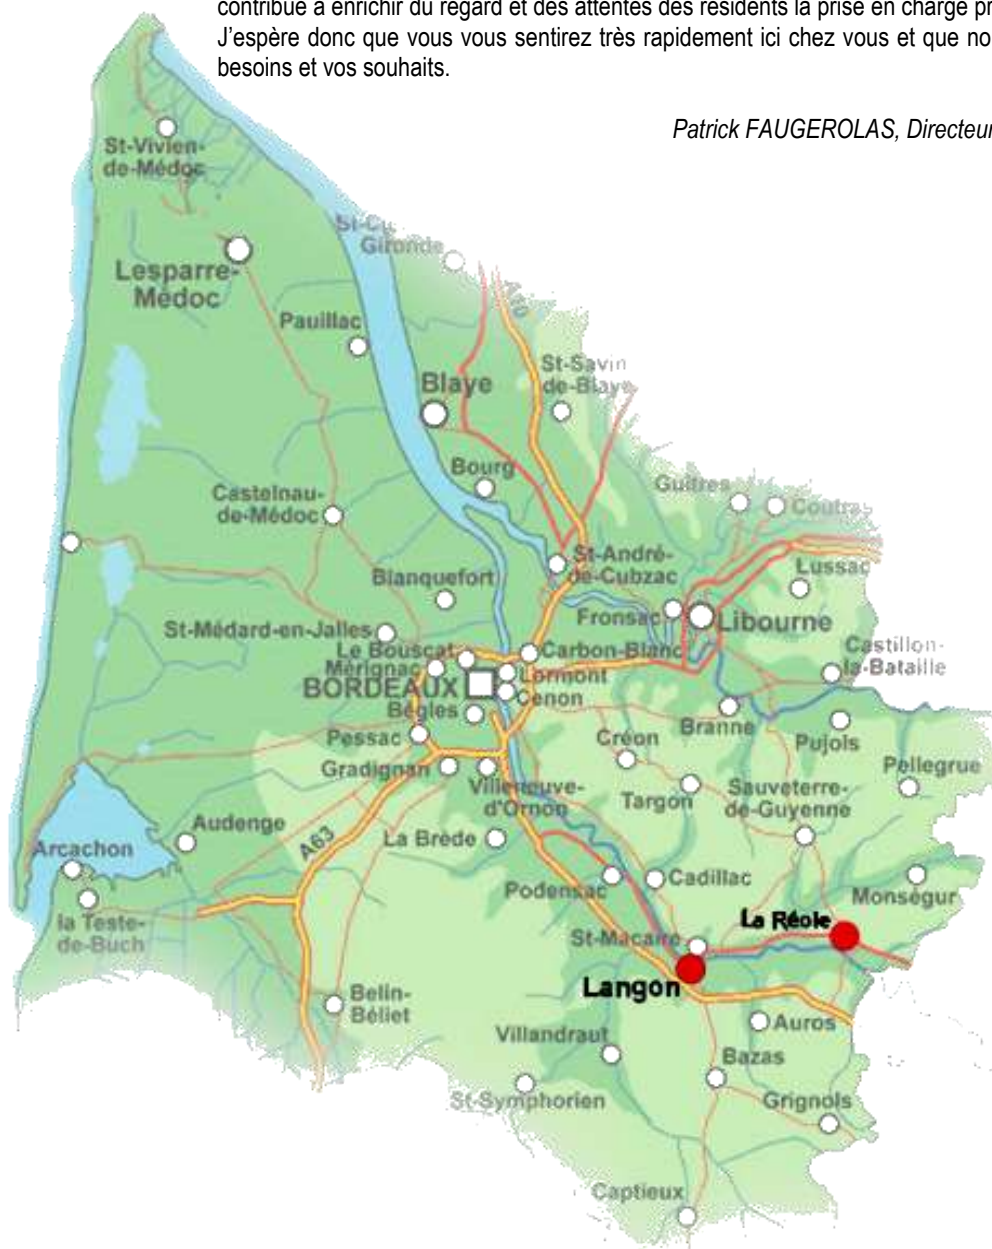 contribue à enrichir du regard et des attentes des résidents la prise en charge
J'espère donc que vous vous sentirez très rapidement ici chez vous et que
besoins et vos souhaits.
Patrick FAUGEROLAS, Directeur
St-Vivien-
de-Médoc
Gironde
Lesparre-
Médoc
Pauillac
St-Savin
de-Blaye
Blaye
Bourg
Guîtres
Coutras
Castelnau-
de-Médoc
St-André-
de-Cubzac
Lussac
Blanquefort
Fronsac
Libourne
St-Médard-en-Jalles
Le Bouscat
Carbon-Blanc
Castillon-
la-Bataille
Mérignac
Lormont
BORDEAUX
Cenon
Bègles
Branne
Pessac
Créon
Pujols
Gradignan
Villeneuve-
d'Ornon
Targon
Sauveterre-
de-Guyenne
Pellegrue
Audenge
A63
La Brède
Arcachon
Podensac
Cadillac
Monségur
la Teste-
de-Buch
La Réole
St-Macaire
Langon
Belin-
Béliet
Auros
Villandraut
Bazas
St-Symphorien
Grignols
Captieux